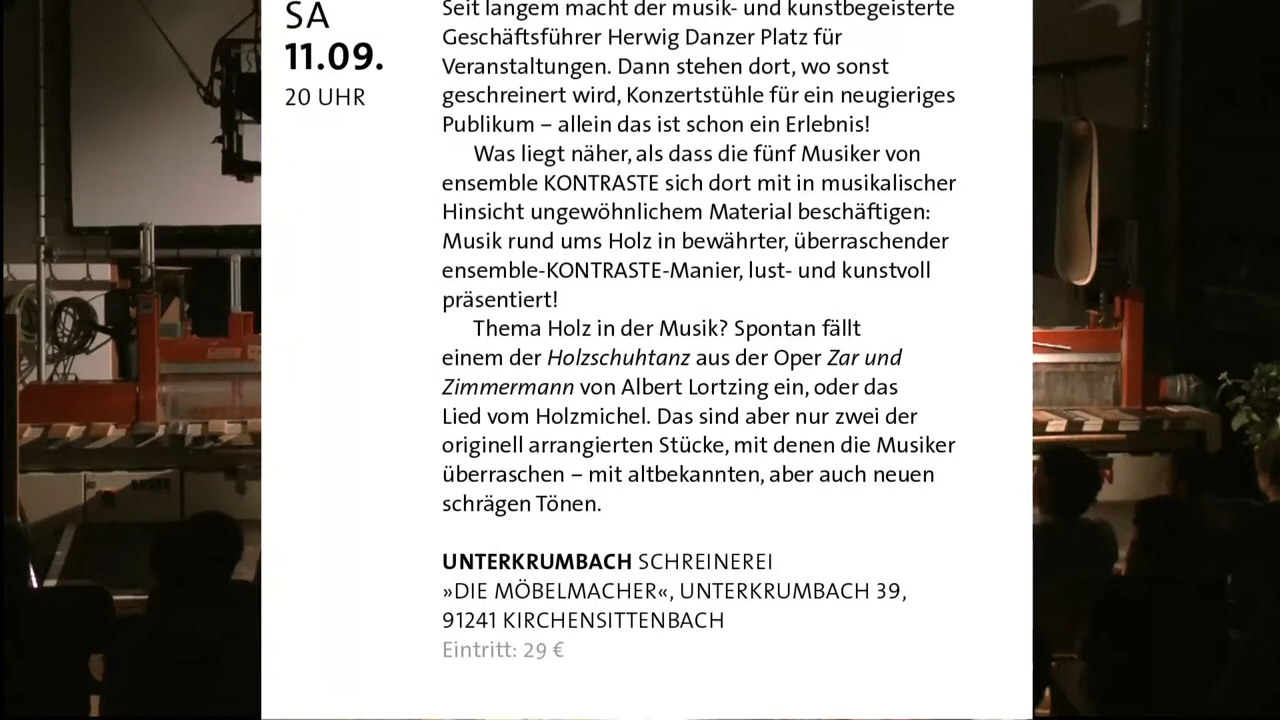 SA
11.09.
20 UHR
Seit langem macht der musik- und kunstbegeisterte
Geschäftsführer Herwig Danzer Platz für
Veranstaltungen. Dann stehen dort, wo sonst
geschreinert wird, Konzertstühle für ein neugieriges
Publikum – allein das ist schon ein Erlebnis!
Was liegt näher, als dass die fünf Musiker von
ensemble KONTRASTE sich dort mit in musikalischer
Hinsicht ungewöhnlichem Material beschäftigen:
Musik rund ums Holz in bewährter, überraschender
ensemble-KONTRASTE-Manier, lust- und kunstvoll
präsentiert!
Thema Holz in der Musik? Spontan fällt
einem der Holzschuhtanz aus der Oper Zar und
Zimmermann von Albert Lortzing ein, oder das
Lied vom Holzmichel. Das sind aber nur zwei der
originell arrangierten Stücke, mit denen die Musiker
überraschen – mit altbekannten, aber auch neuen
schrägen Tönen.
UNTERKRUMBACH SCHREINEREI
»DIE MÖBELMACHER«, UNTERKRUMBACH 39,
91241 KIRCHENSITTENBACH
Eintritt: 29 €